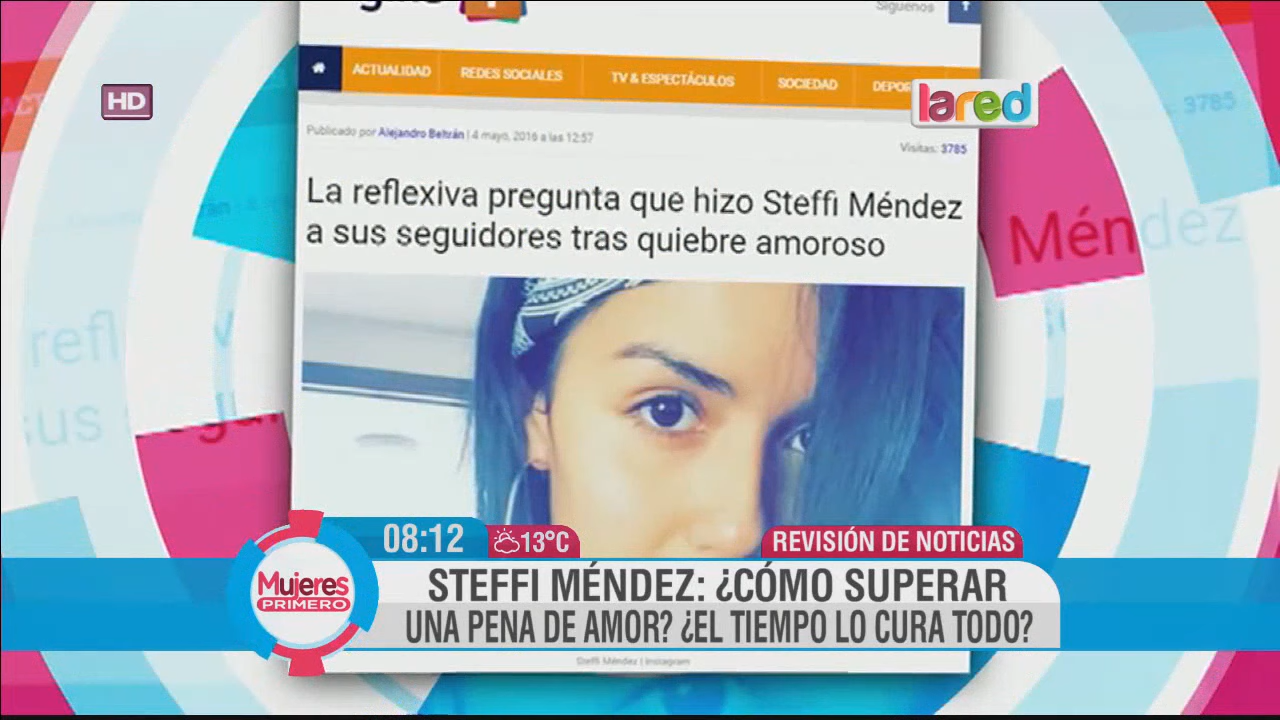 Síguenos
ACTUALIDAD
REDES SOCIALES
TV & ESPECTÁCULOS
SOCIEDAD
HD
lared
3785
Publicado por Alejandro Beltrán | 4 mayo, 2016 a las 12:57
Visitas: 3785
La reflexiva pregunta que hizo Steffi Méndez
a sus seguidores tras quiebre amoroso
Méndez
08:12
13°C
REVISIÓN DE NOTICIAS
Mujeres
PRIMERO
STEFFI MÉNDEZ: ¿CÓMO SUPERAR
UNA PENA DE AMOR? ¿EL TIEMPO LO CURA TODO?
Steffi Méndez | Instagram